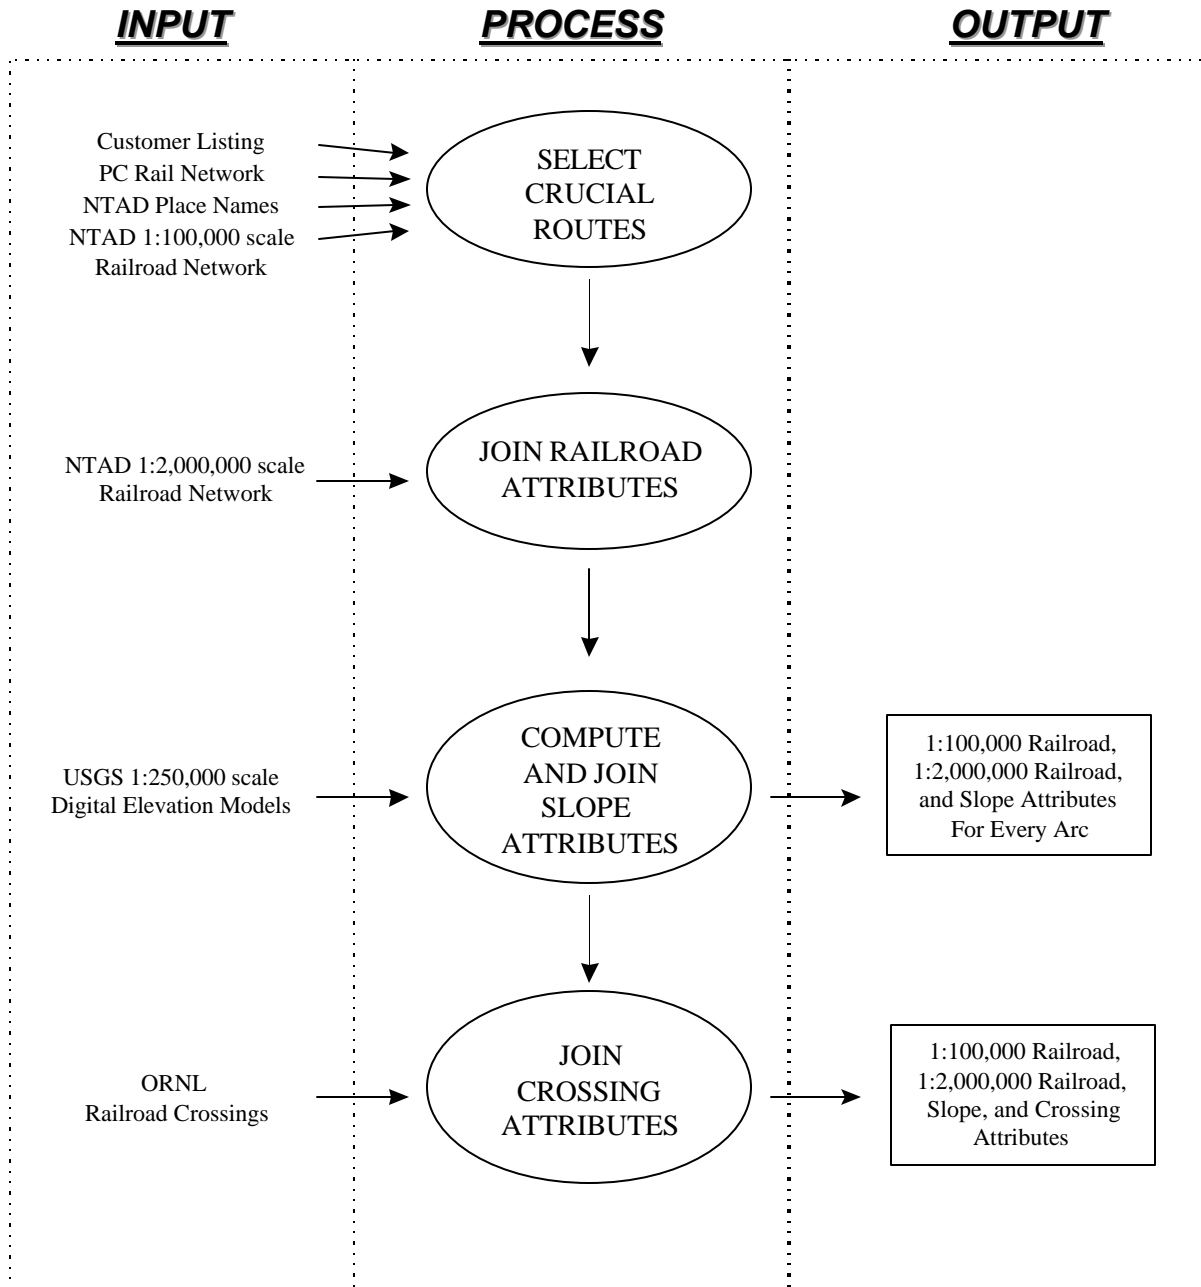 INPUT
PROCESS
OUTPUT
Customer Listing
PC Rail Network
NTAD Place Names
NTAD 1:100,000 scale
Railroad Network
SELECT
CRUCIAL
ROUTES
NTAD 1:2,000,000 scale
Railroad Network
JOIN RAILROAD
ATTRIBUTES
USGS 1:250,000 scale
Digital Elevation Models
COMPUTE
AND JOIN
SLOPE
ATTRIBUTES
1:100,000 Railroad,
1:2,000,000 Railroad,
and Slope Attributes
For Every Arc
ORNL
Railroad Crossings
JOIN
CROSSING
ATTRIBUTES
1:100,000 Railroad,
1:2,000,000 Railroad,
Slope, and Crossing
Attributes